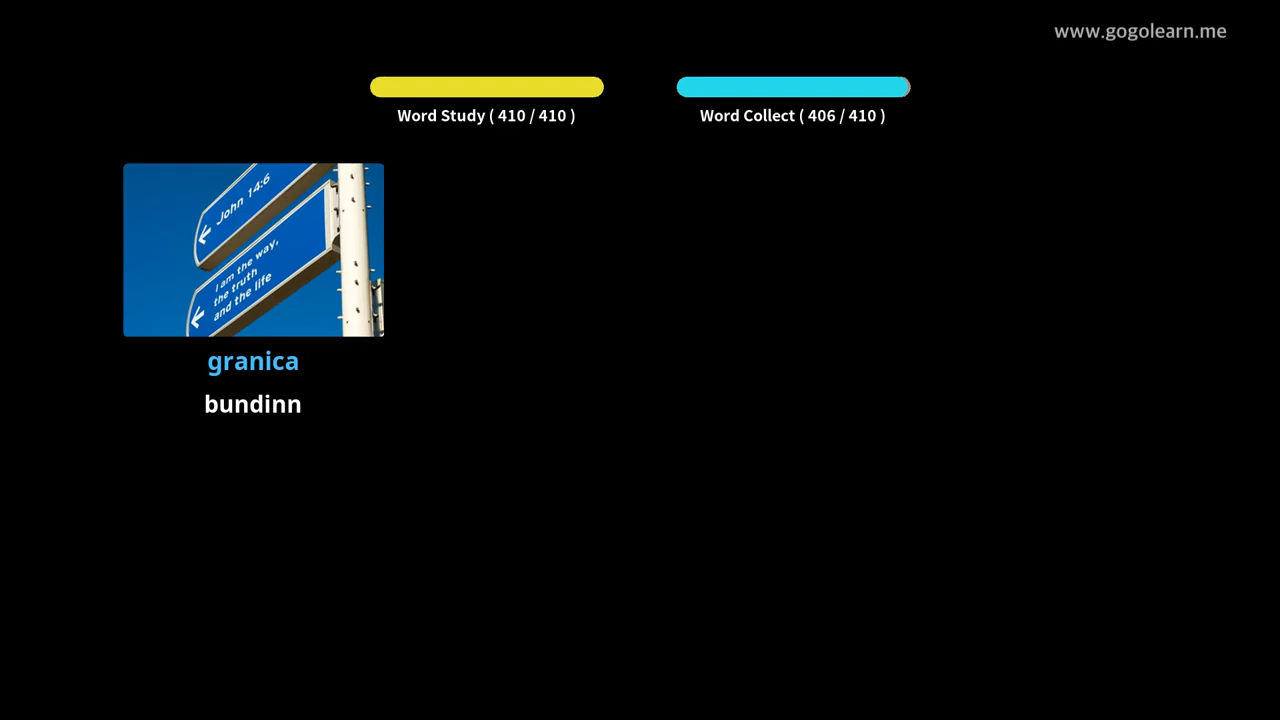 www.gogolearn.me
Word Study ( 410 / 410 )
Word Collect ( 406 / 410 )
John 14:6
I am the way,
the truth
and the life
granica
bundinn